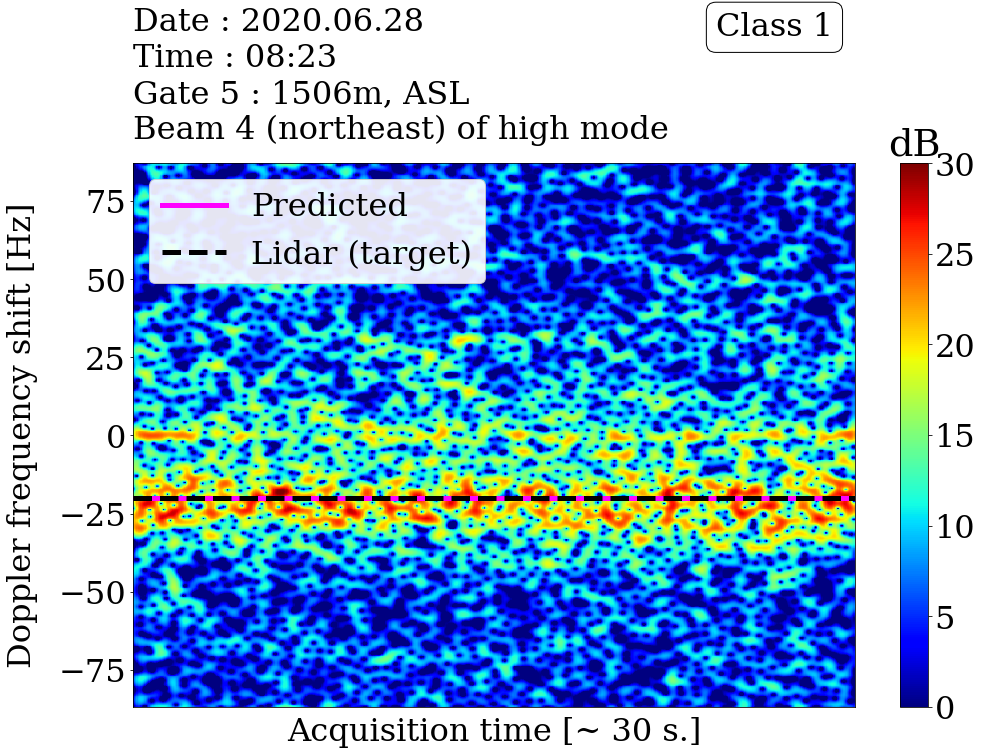 Date : 2020.06.28
Time : 08:23
Gate 5 : 1506m, ASL
Beam 4 (northeast) of high mode
Class 1
dB
Predicted
Lidar (target)
Doppler frequency shift [Hz]
75
50
25
0
−25
−50
−75
30
25
20
15
10
5
0
Acquisition time [~ 30 s.]